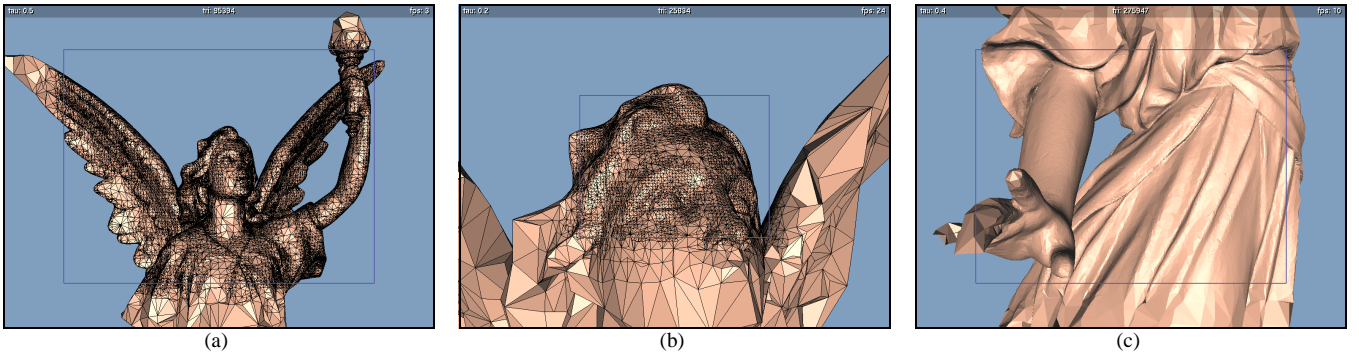 tau: 0.5 tri: 95394 fps: 3
tau: 0.2 tri: 25934 fps: 24
tau: 0.4 tri: 275947 fps: 10
(a) (b) (c)